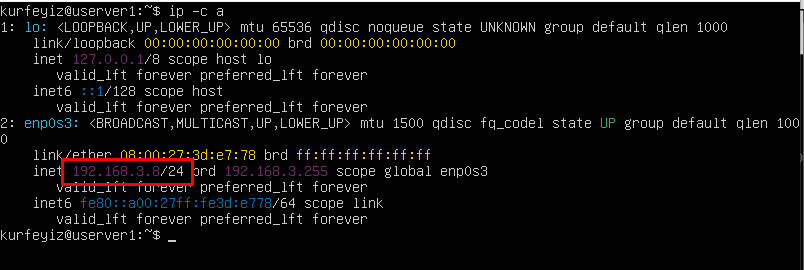 kurfeyiz@userver1:~$ ip -c a
1: lo: <LOOPBACK,UP,LOWER_UP> mtu 65536 qdisc noqueue state UNKNOWN group default qlen 1000
link/loopback 00:00:00:00:00:00 brd 00:00:00:00:00:00
inet 127.0.0.1/8 scope host lo
valid_lft forever preferred_lft forever
inet6 ::1/128 scope host
valid_lft forever preferred_lft forever
2: enp0s3: <BROADCAST,MULTICAST,UP,LOWER_UP> mtu 1500 qdisc fq_codel state UP group default qlen 100
0
link/ether 08:00:27:3d:e7:78 brd ff:ff:ff:ff:ff:ff
inet 192.168.3.8/24 brd 192.168.3.255 scope global enp0s3
valid_lft forever preferred_lft forever
inet6 fe80::a00:27ff:fe3d:e778/64 scope link
valid_lft forever preferred_lft forever
kurfeyiz@userver1:~$ _